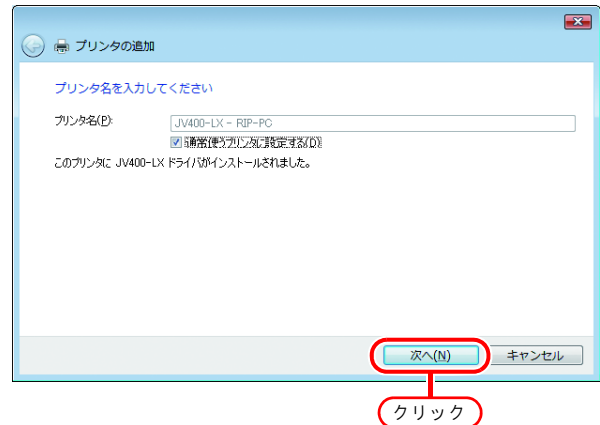 プリンタの追加
プリンタ名を入力してください
プリンタ名(P): JV400-LX - RIP-PC
通常使うプリンタに設定する(D)
このプリンタに JV400-LX ドライバがインストールされました。
次へ(N) キャンセル
クリック